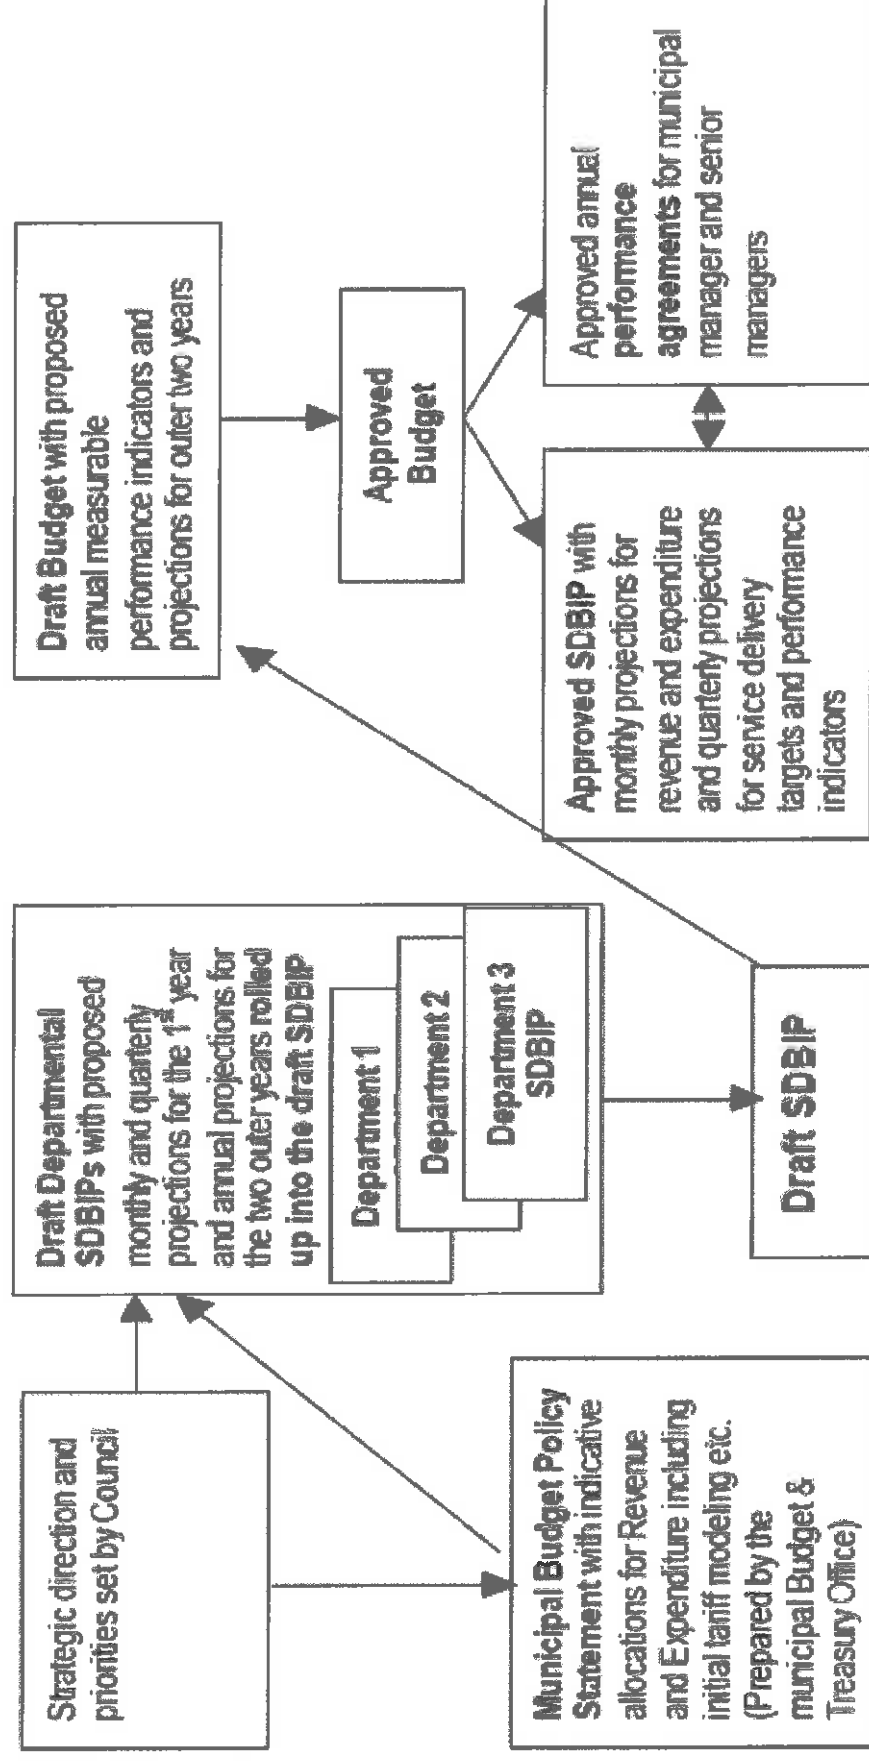 Strategic direction and
priorities set by Council
Municipal Budget Policy
Statement with indicative
allocations for Revenue
and Expenditure including
initial tariff modeling etc.
(Prepared by the
municipal Budget &
Treasury Office)
Draft Departmental
SDBIPs with proposed
monthly and quarterly
projections for the 1st year
and annual projections for
the two outer years rolled
up into the draft SDBIP
Department 1
Department 2
Department 3
SDBIP
Draft SDBIP
Draft Budget with proposed
annual measurable
performance indicators and
projections for outer two years
Approved
Budget
Approved SDBIP with
monthly projections for
revenue and expenditure
and quarterly projections
for service delivery
targets and performance
indicators
Approved annual
performance
agreements for municipal
manager and senior
managers